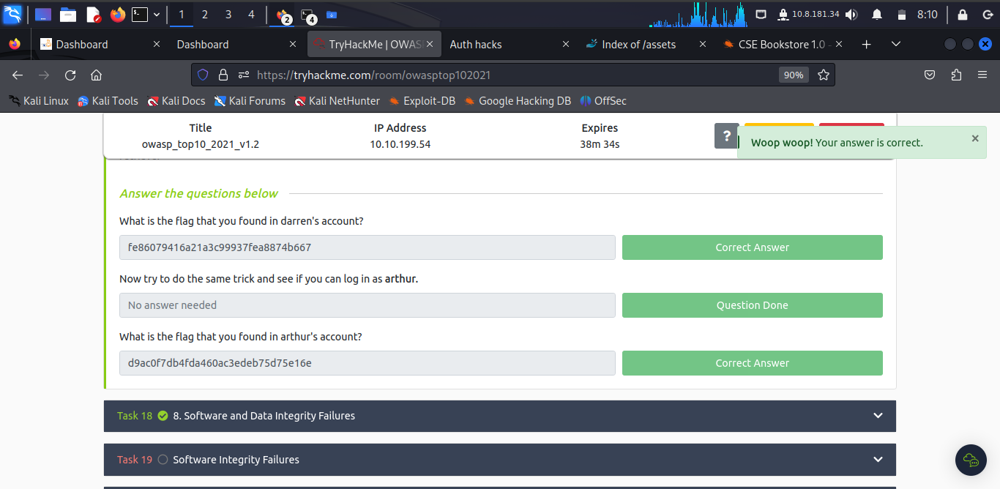 1 2 3 4 2 4 10.8.181.34 8:10
Dashboard Dashboard TryHackMe | OWAS Auth hacks Index of /assets CSE Bookstore 1.0 -
https://tryhackme.com/room/owasptop102021 90%
Kali Linux Kali Tools Kali Docs Kali Forums Kali NetHunter Exploit-DB Google Hacking DB OffSec
Title IP Address Expires
owasp_top10_2021_v1.2 10.10.199.54 38m 34s
?
Woop woop! Your answer is correct. ×
Answer the questions below
What is the flag that you found in darren's account?
fe86079416a21a3c99937fea8874b667 Correct Answer
Now try to do the same trick and see if you can log in as arthur.
No answer needed Question Done
What is the flag that you found in arthur's account?
d9ac0f7db4fda460ac3edeb75d75e16e Correct Answer
Task 18 8. Software and Data Integrity Failures
Task 19 Software Integrity Failures